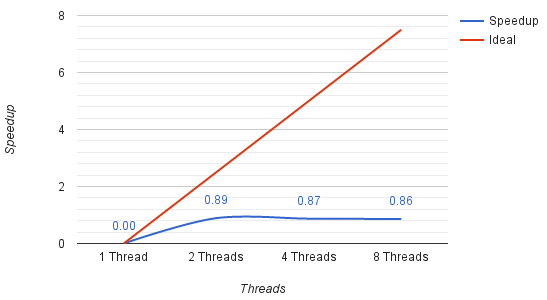 8
Speedup
Ideal
6
4
2
0
Speedup
0.00
0.89
0.87
0.86
1 Thread
2 Threads
4 Threads
8 Threads
Threads